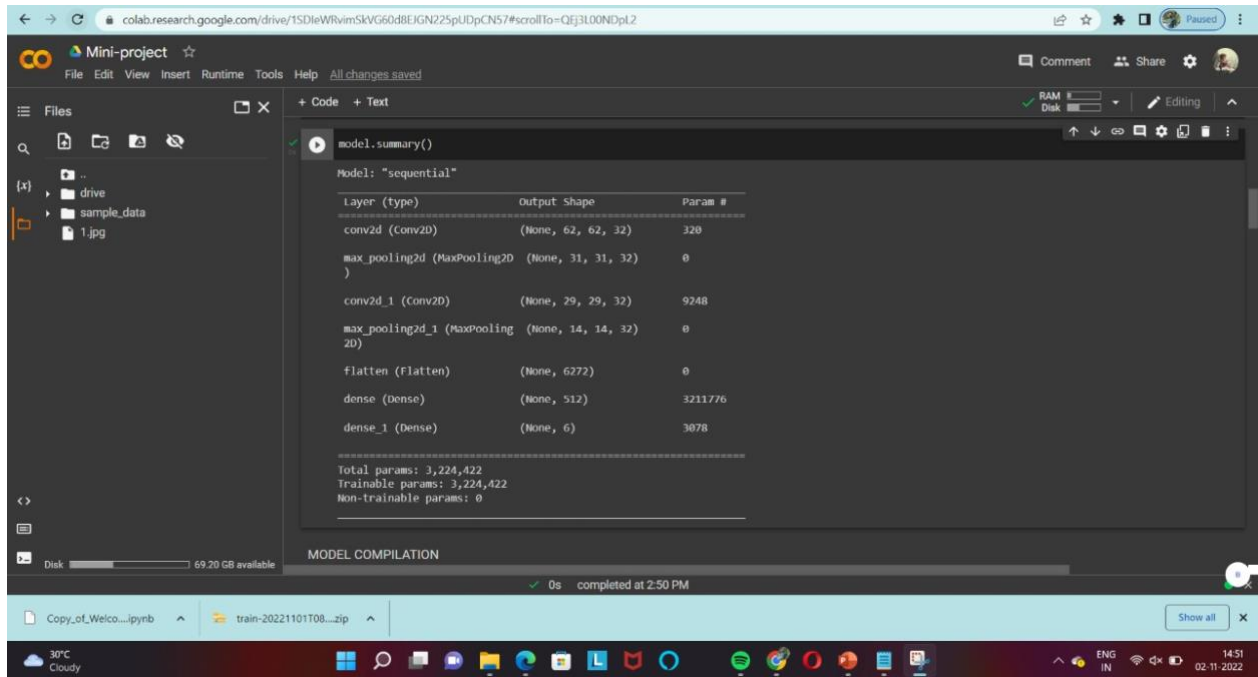 colab.research.google.com/drive/1SDIeWRvimSkVG60d8EJGN225pUDpCN57#scrollTo=QEj3L00NDpL2
Paused
CO Mini-project
File Edit View Insert Runtime Tools Help All changes saved
Comment Share
Files
+ Code + Text
RAM
Disk
Editing
{x}
..
drive
sample_data
1.jpg
model.summary()
Model: "sequential"
Layer (type) Output Shape Param #
conv2d (Conv2D) (None, 62, 62, 32) 320
max_pooling2d (MaxPooling2D (None, 31, 31, 32) 0
)
conv2d_1 (Conv2D) (None, 29, 29, 32) 9248
max_pooling2d_1 (MaxPooling (None, 14, 14, 32) 0
2D)
flatten (Flatten) (None, 6272) 0
dense (Dense) (None, 512) 3211776
dense_1 (Dense) (None, 6) 3078
Total params: 3,224,422
Trainable params: 3,224,422
Non-trainable params: 0
MODEL COMPILATION
Disk 69.20 GB available
0s completed at 2:50 PM
Copy_of_Welco....ipynb train-20221101T08....zip Show all
30°C
Cloudy
L
ENG
IN
14:51
02-11-2022